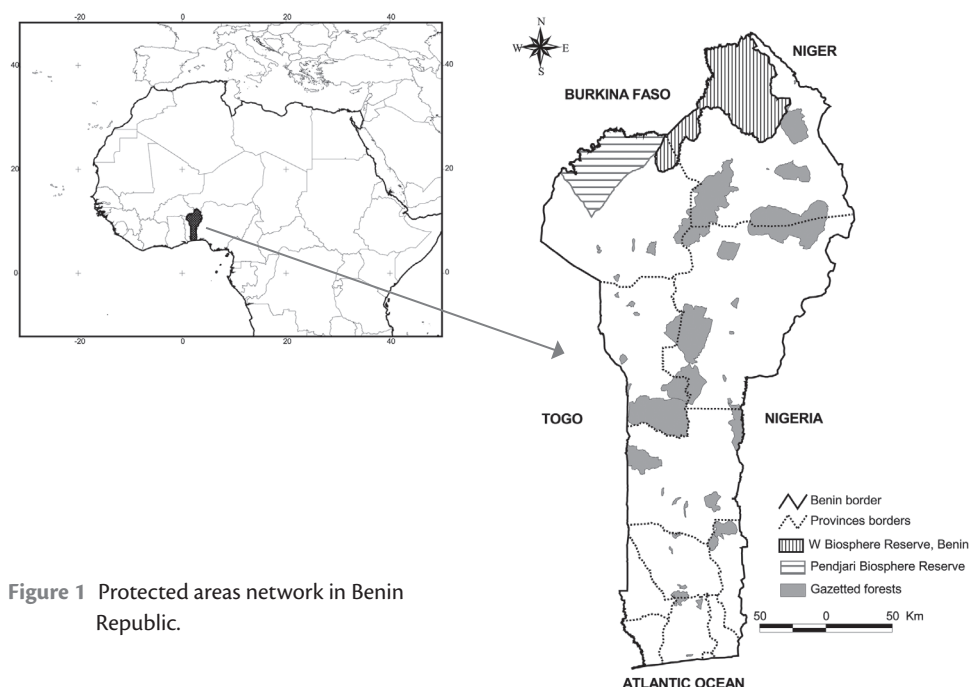 -20 0 20 40
40 40
20 20
0 0
-20 0 20 40
N
W E
S
NIGER
BURKINA FASO
TOGO
NIGERIA
Benin border
Provinces borders
W Biosphere Reserve, Benin
Pendjari Biosphere Reserve
Gazetted forests
50 0 50 Km
ATLANTIC OCEAN
Figure 1 Protected areas network in Benin
Republic.